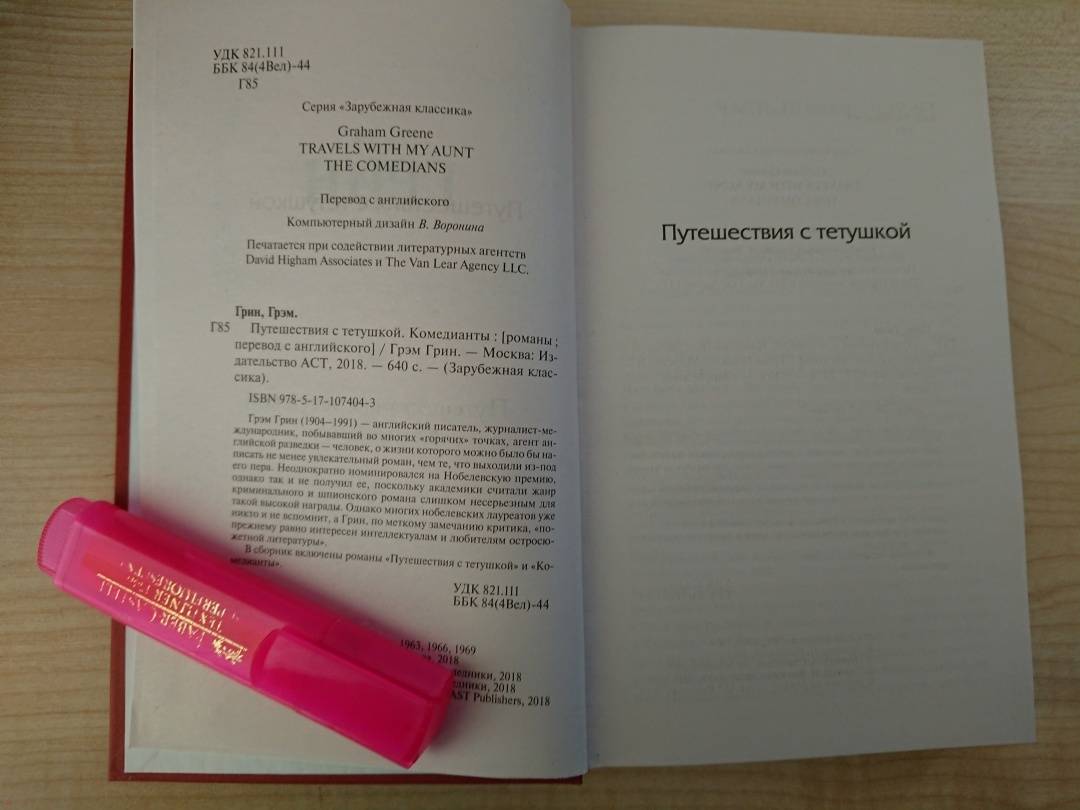 УДК 821.111
ББК 84(4Вел)-44
Г85
Серия «Зарубежная классика»
Graham Greene
TRAVELS WITH MY AUNT
THE COMEDIANS
Перевод с английского
Компьютерный дизайн В. Воронина
Печатается при содействии литературных агентств
David Higham Associates и The Van Lear Agency LLC.
Грин, Грэм.
Г85 Путешествия с тетушкой. Комедианты : [романы ;
перевод с английского] / Грэм Грин. — Москва: Из-
дательство АСТ, 2018. — 640 с. — (Зарубежная клас-
сика).
ISBN 978-5-17-107404-3
Грэм Грин (1904–1991) — английский писатель, журналист-ме-
ждународник, побывавший во многих «горячих» точках, агент ан-
глийской разведки — человек, о жизни которого можно было бы на-
писать не менее увлекательный роман, чем те, что выходили из-под
его пера. Неоднократно номинировался на Нобелевскую премию,
однако так и не получил ее, поскольку академики считали жанр
криминального и шпионского романа слишком несерьезным для
такой высокой награды. Однако многих нобелевских лауреатов уже
никто и не вспомнит, а Грин, по меткому замечанию критика, «по-
прежнему равно интересен интеллектуалам и любителям остросю-
жетной литературы».
В сборник включены романы «Путешествия с тетушкой» и «Ко-
медианты».
УДК 821.111
ББК 84(4Вел)-44
1963, 1966, 1969
2018
2018
2018
AST Publishers, 2018
FABER-CASTELL
TEXTLINER
SUPERFLUORESCENT
Путешествия с тетушкой